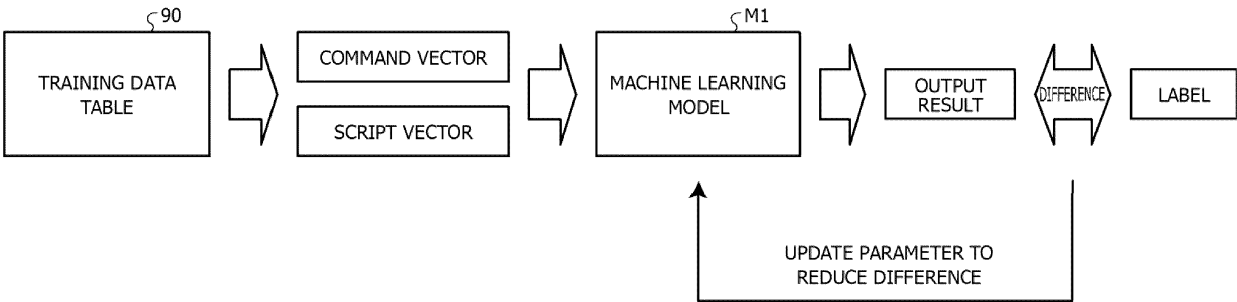 90
M1
TRAINING DATA
TABLE
COMMAND VECTOR
SCRIPT VECTOR
MACHINE LEARNING
MODEL
OUTPUT
RESULT
DIFFERENCE
LABEL
UPDATE PARAMETER TO
REDUCE DIFFERENCE